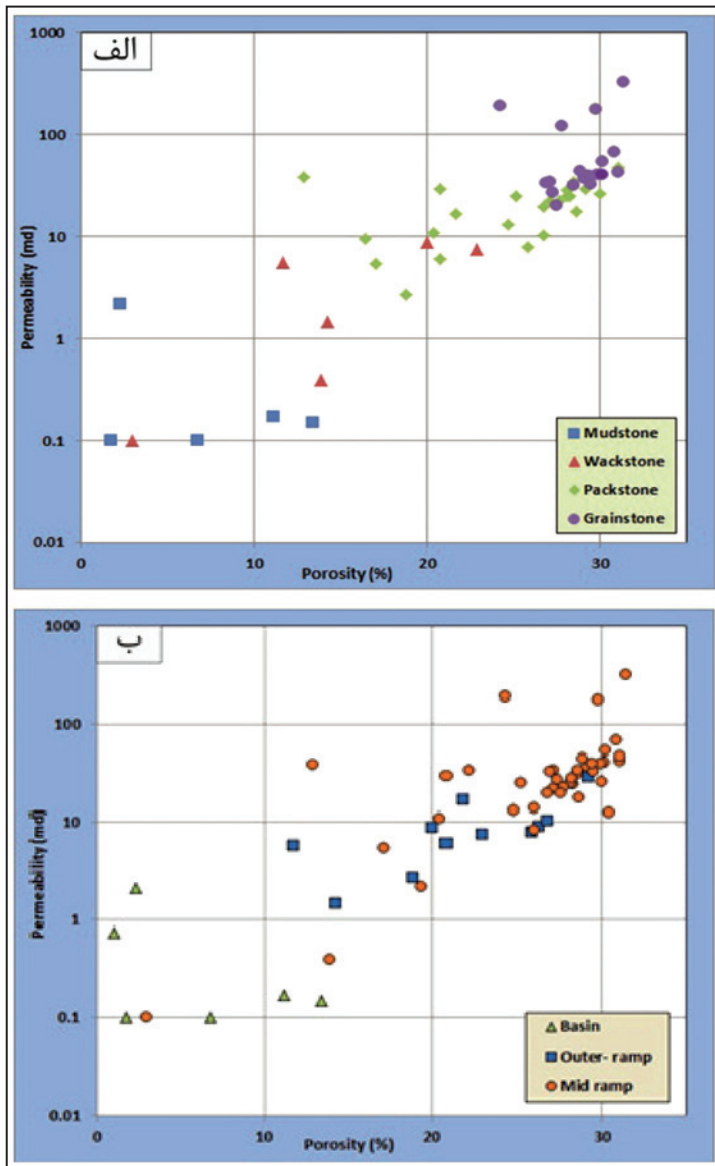 الف
1000
100
10
1
0.1
0.01
Permeability (md)
0 10 20 30
Porosity (%)
Mudstone
Wackstone
Packstone
Grainstone
ب
1000
100
10
1
0.1
0.01
Permeability (md)
0 10 20 30
Porosity (%)
Basin
Outer- ramp
Mid ramp